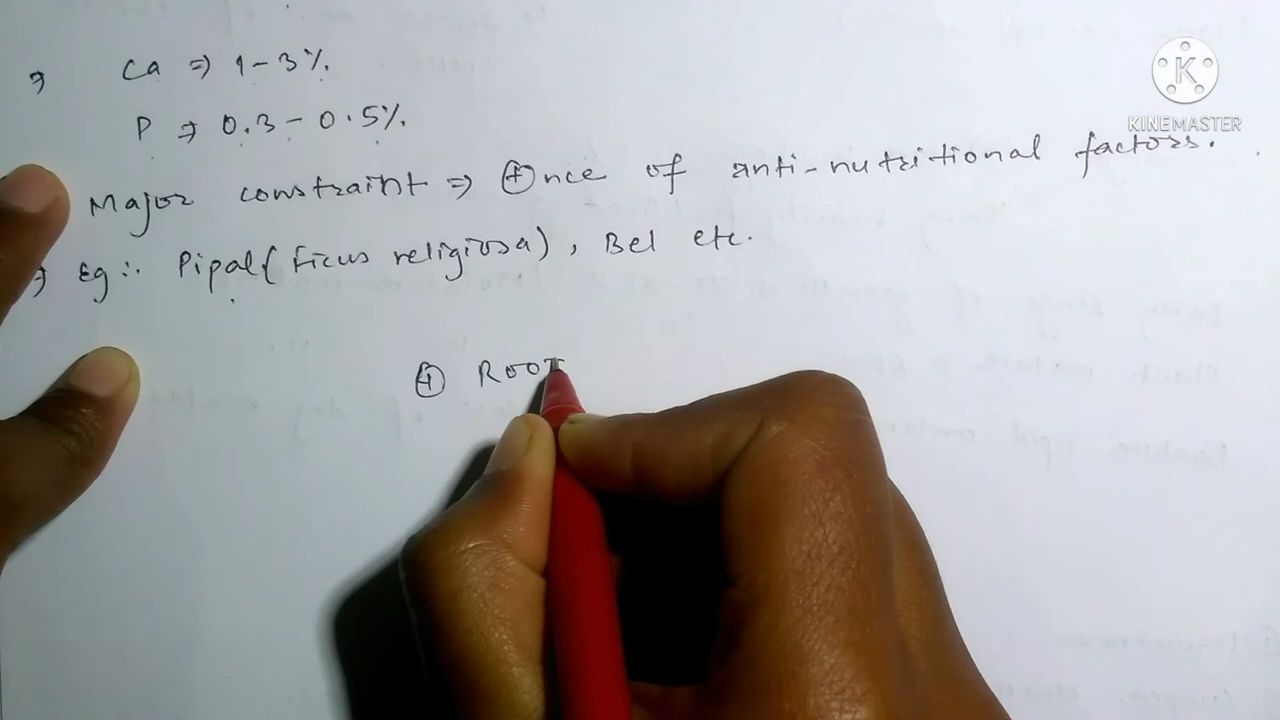 → Ca ⇒ 1-3%.
P ⇒ 0.3-0.5%.
Major constraint ⇒ ⊕nce of anti-nutritional factors.
→ Eg:. Pipal (Ficus religiosa), Bel etc.
④ ROOT
K
KINEMASTER